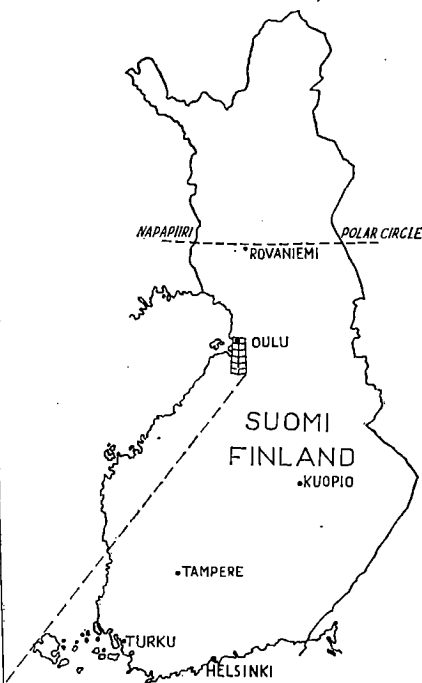 NAPAPIIRI
POLAR CIRCLE
ROVANIEMI
OULU
SUOMI
FINLAND
KUOPIO
TAMPERE
TURKU
HELSINKI